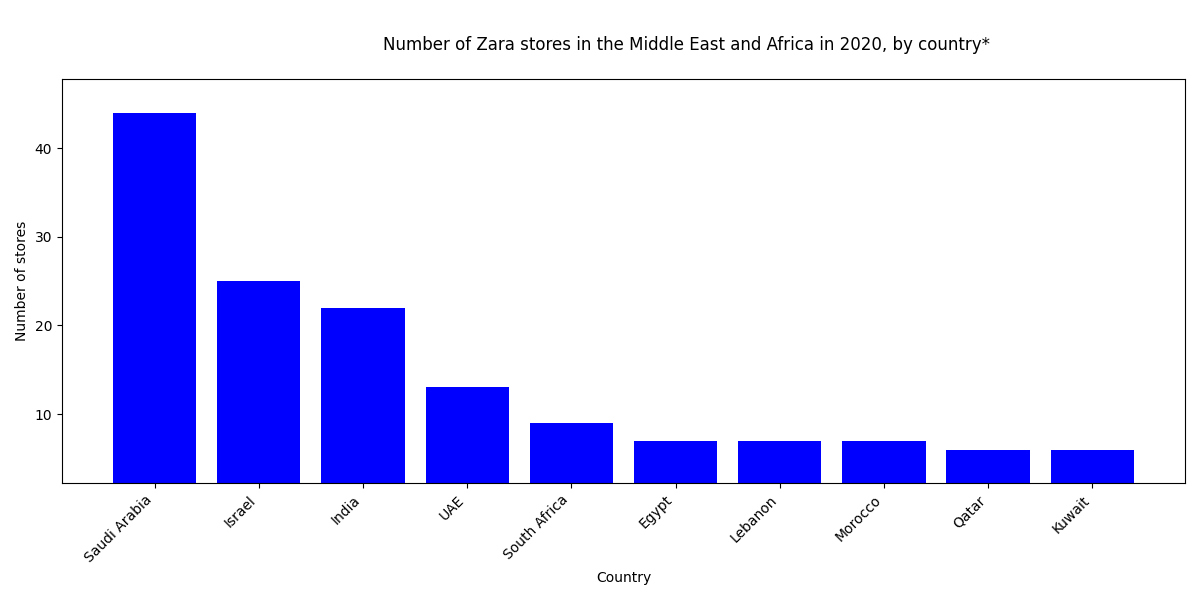 Number of Zara stores in the Middle East and Africa in 2020, by country*
Number of stores
40
30
20
10
Saudi Arabia
Israel
India
UAE
South Africa
Egypt
Lebanon
Morocco
Qatar
Kuwait
Country